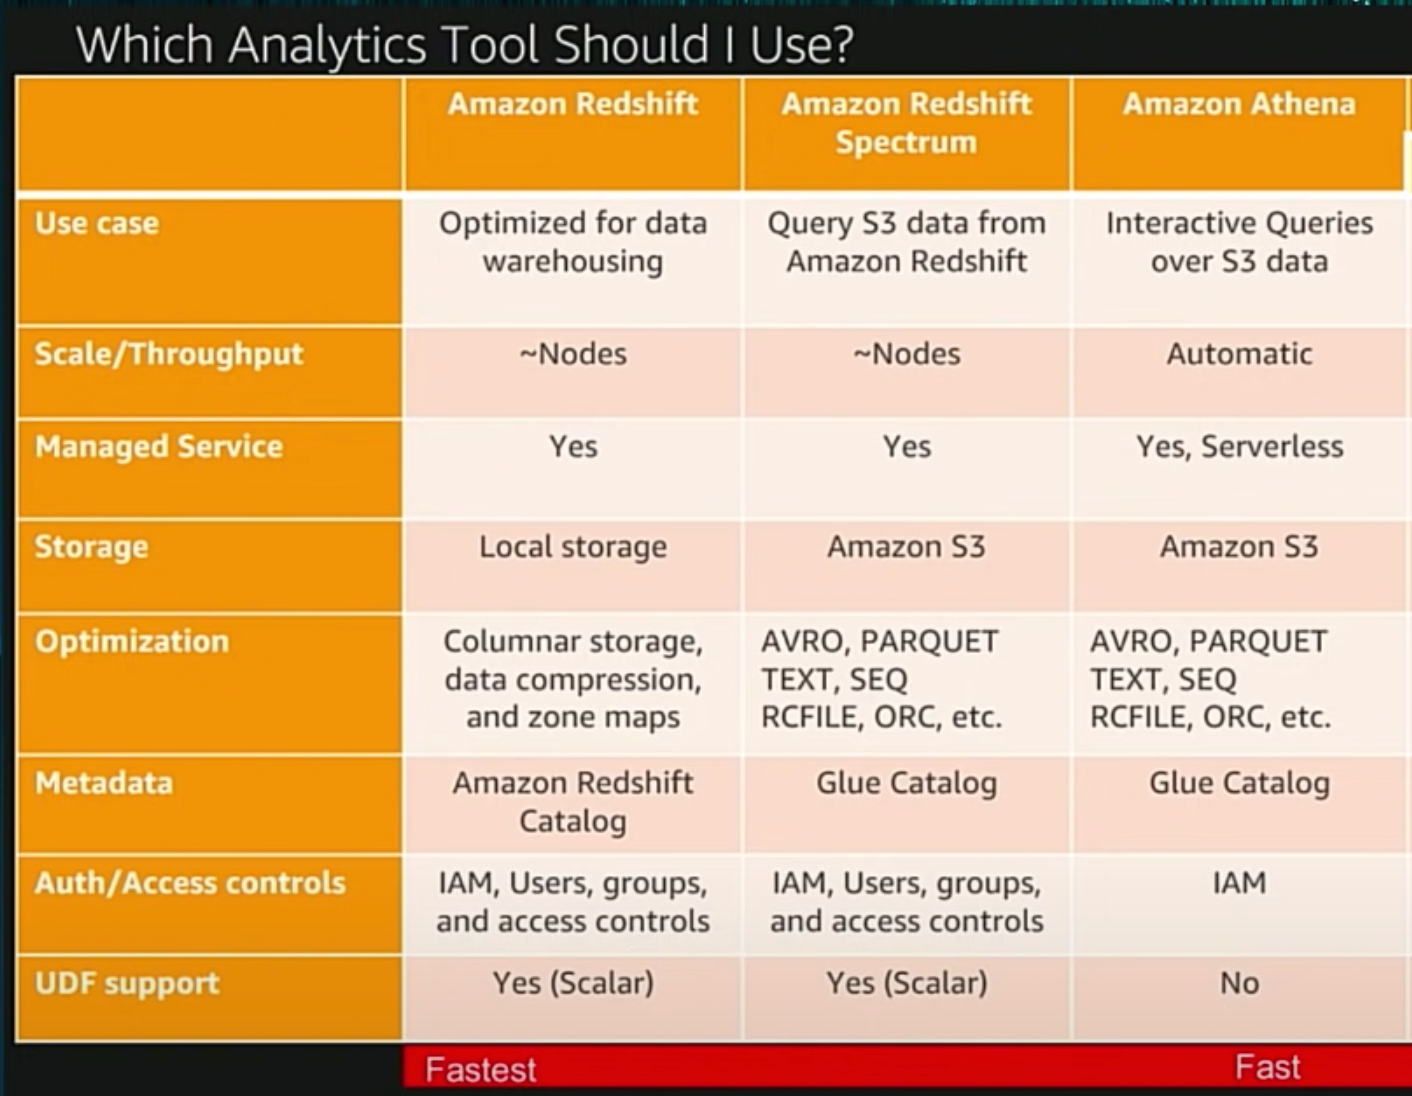 Which Analytics Tool Should I Use?
Amazon Redshift
Amazon Redshift
Spectrum
Amazon Athena
Use case
Optimized for data
warehousing
Query S3 data from
Amazon Redshift
Interactive Queries
over S3 data
Scale/Throughput
~Nodes
~Nodes
Automatic
Managed Service
Yes
Yes
Yes, Serverless
Storage
Local storage
Amazon S3
Amazon S3
Optimization
Columnar storage,
data compression,
and zone maps
AVRO, PARQUET
TEXT, SEQ
RCFILE, ORC, etc.
AVRO, PARQUET
TEXT, SEQ
RCFILE, ORC, etc.
Metadata
Amazon Redshift
Catalog
Glue Catalog
Glue Catalog
Auth/Access controls
IAM, Users, groups,
and access controls
IAM, Users, groups,
and access controls
IAM
UDF support
Yes (Scalar)
Yes (Scalar)
No
Fastest
Fast